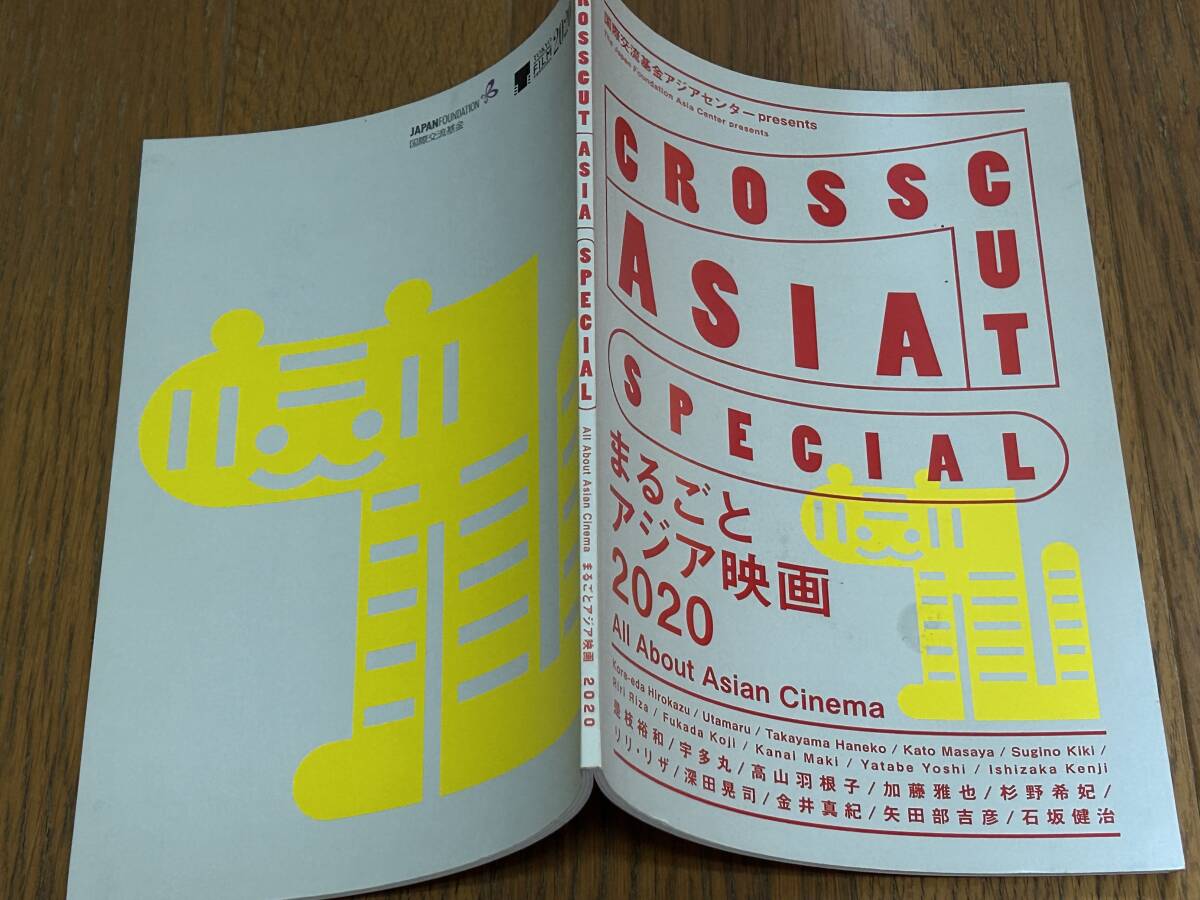 JAPANFOUNDATION
国際交流基金
FILM 2020
ROSSCUT ASIA SPECIAL All About Asian Cinema まるごとアジア映画 2020
国際交流基金アジアセンター presents
The Japan Foundation Asia Center presents
CROSSCUT
ASIA
SPECIAL
まるごと
アジア映画
2020
All About Asian Cinema
Kore-eda Hirokazu / Utamaru / Takayama Haneko / Kato Masaya / Sugino Kiki /
Riri Riza / Fukada Koji / Kanai Maki / Yatabe Yoshi / Ishizaka Kenji
是枝裕和/宇多丸/高山羽根子/加藤雅也/杉野希妃/
リリ・リザ/深田晃司/金井真紀/矢田部吉彦/石坂健治